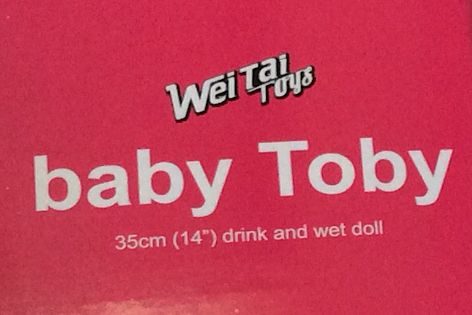 Wei Tai
Toys
baby Toby
35cm (14") drink and wet doll